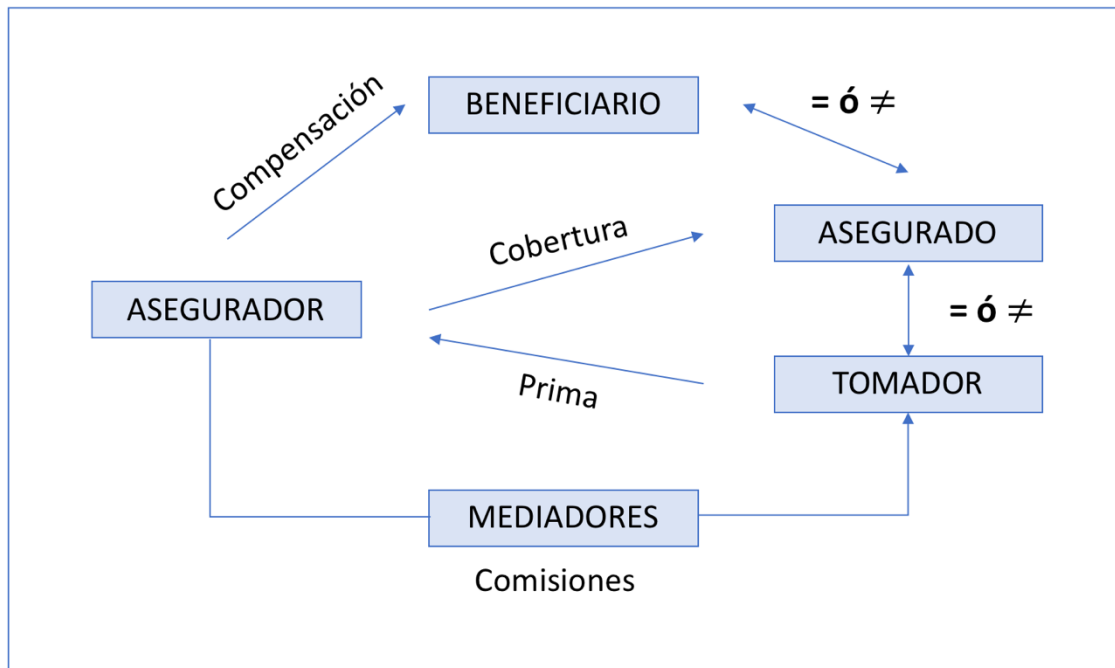 BENEFICIARIO
= ó ≠
Compensación
ASEGURADO
Cobertura
ASEGURADOR
= ó ≠
Prima
TOMADOR
MEDIADORES
Comisiones